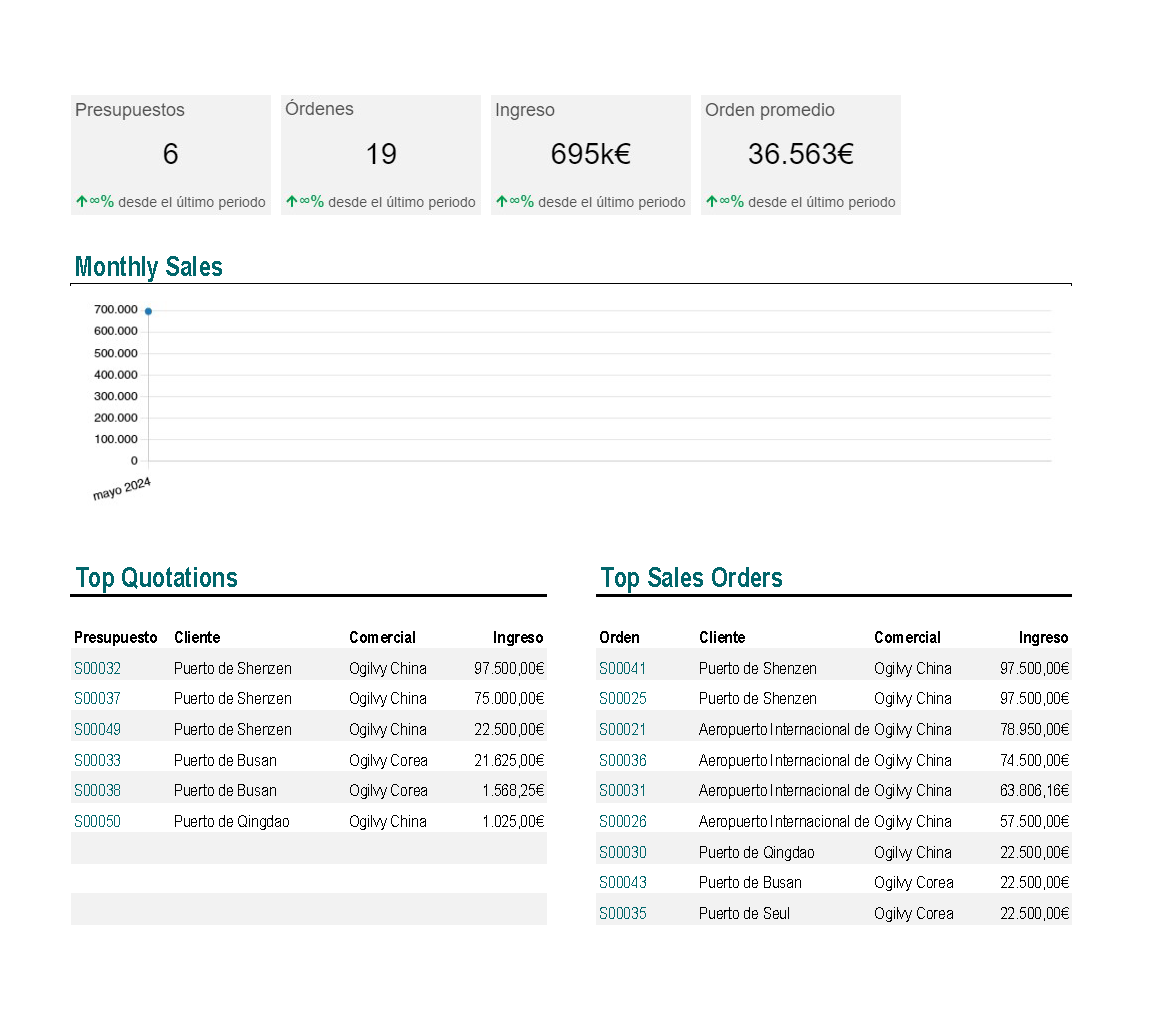 Presupuestos
6
↑∞% desde el último periodo
Órdenes
19
↑∞% desde el último periodo
Ingreso
695k€
↑∞% desde el último periodo
Orden promedio
36.563€
↑∞% desde el último periodo
Monthly Sales
700.000
600.000
500.000
400.000
300.000
200.000
100.000
0
mayo 2024
Top Quotations
Presupuesto Cliente Comercial Ingreso
S00032 Puerto de Shenzen Ogilvy China 97.500,00€
S00037 Puerto de Shenzen Ogilvy China 75.000,00€
S00049 Puerto de Shenzen Ogilvy China 22.500,00€
S00033 Puerto de Busan Ogilvy Corea 21.625,00€
S00038 Puerto de Busan Ogilvy Corea 1.568,25€
S00050 Puerto de Qingdao Ogilvy China 1.025,00€
Top Sales Orders
Orden Cliente Comercial Ingreso
S00041 Puerto de Shenzen Ogilvy China 97.500,00€
S00025 Puerto de Shenzen Ogilvy China 97.500,00€
S00021 Aeropuerto Internacional de Ogilvy China 78.950,00€
S00036 Aeropuerto Internacional de Ogilvy China 74.500,00€
S00031 Aeropuerto Internacional de Ogilvy China 63.806,16€
S00026 Aeropuerto Internacional de Ogilvy China 57.500,00€
S00030 Puerto de Qingdao Ogilvy China 22.500,00€
S00043 Puerto de Busan Ogilvy Corea 22.500,00€
S00035 Puerto de Seul Ogilvy Corea 22.500,00€